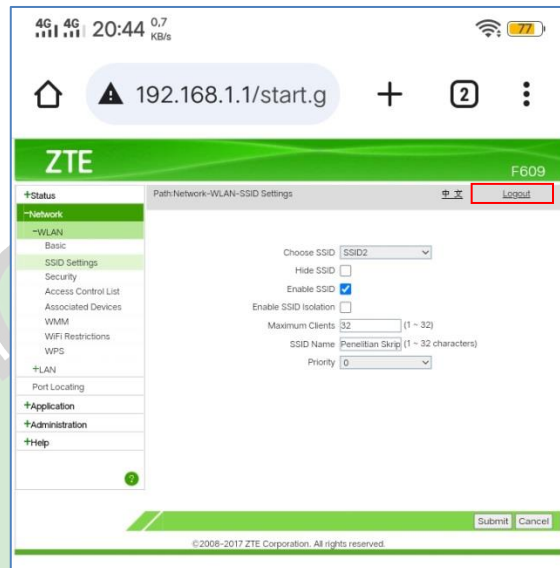 4G 4G 20:44 0,7 KB/s 77
192.168.1.1/start.g 2
ZTE
F609
+Status
Path:Network-WLAN-SSID Settings 中文 Logout
-Network
-WLAN
Basic
SSID Settings
Security
Access Control List
Associated Devices
WMM
WiFi Restrictions
WPS
+LAN
Port Locating
+Application
+Administration
+Help
?
Choose SSID SSID2
Hide SSID
Enable SSID
Enable SSID Isolation
Maximum Clients 32 (1 ~ 32)
SSID Name Penelitian Skrip (1 ~ 32 characters)
Priority 0
Submit Cancel
©2008-2017 ZTE Corporation. All rights reserved.